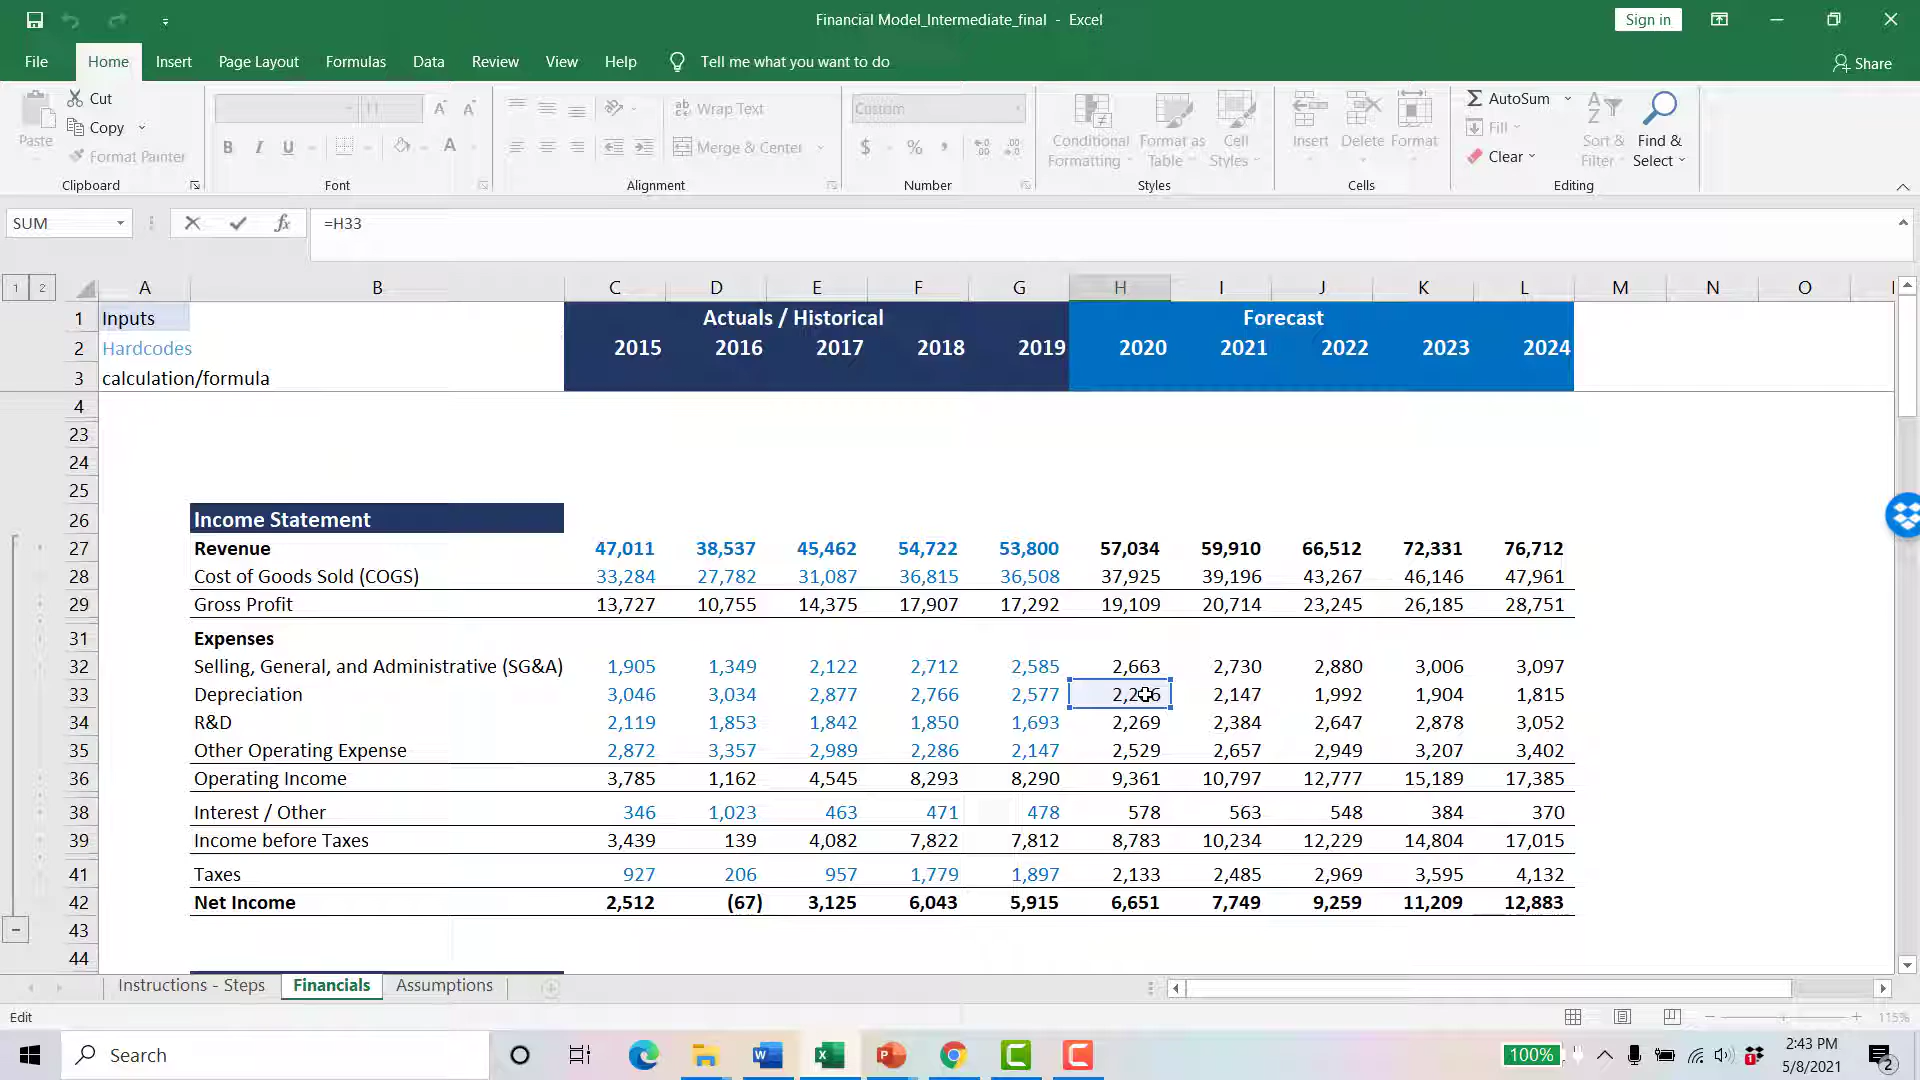 Financial Model_Intermediate_final - Excel
Sign in
File Home Insert Page Layout Formulas Data Review View Help Tell me what you want to do Share
Paste
Cut
Copy
Format Painter
Clipboard
11
Font
Wrap Text
Merge & Center
Alignment
Custom
Number
Conditional Formatting
Format as Table
Cell Styles
Styles
Insert Delete Format
Cells
AutoSum
Fill
Clear
Sort & Filter
Find & Select
Editing
SUM =H33
1 2 A B C D E F G H I J K L M N O
1 Inputs Actuals / Historical Forecast
2 Hardcodes 2015 2016 2017 2018 2019 2020 2021 2022 2023 2024
3 calculation/formula
4
23
24
25
26 Income Statement
27 Revenue 47,011 38,537 45,462 54,722 53,800 57,034 59,910 66,512 72,331 76,712
28 Cost of Goods Sold (COGS) 33,284 27,782 31,087 36,815 36,508 37,925 39,196 43,267 46,146 47,961
29 Gross Profit 13,727 10,755 14,375 17,907 17,292 19,109 20,714 23,245 26,185 28,751
31 Expenses
32 Selling, General, and Administrative (SG&A) 1,905 1,349 2,122 2,712 2,585 2,663 2,730 2,880 3,006 3,097
33 Depreciation 3,046 3,034 2,877 2,766 2,577 2,147 1,992 1,904 1,815
34 R&D 2,119 1,853 1,842 1,850 1,693 2,269 2,384 2,647 2,878 3,052
35 Other Operating Expense 2,872 3,357 2,989 2,286 2,147 2,529 2,657 2,949 3,207 3,402
36 Operating Income 3,785 1,162 4,545 8,293 8,290 9,361 10,797 12,777 15,189 17,385
38 Interest / Other 346 1,023 463 471 478 578 563 548 384 370
39 Income before Taxes 3,439 139 4,082 7,822 7,812 8,783 10,234 12,229 14,804 17,015
41 Taxes 927 206 957 1,779 1,897 2,133 2,485 2,969 3,595 4,132
42 Net Income 2,512 (67) 3,125 6,043 5,915 6,651 7,749 9,259 11,209 12,883
43
44
Instructions - Steps Financials Assumptions
Edit 115%
Search 100% 2:43 PM
5/8/2021
2